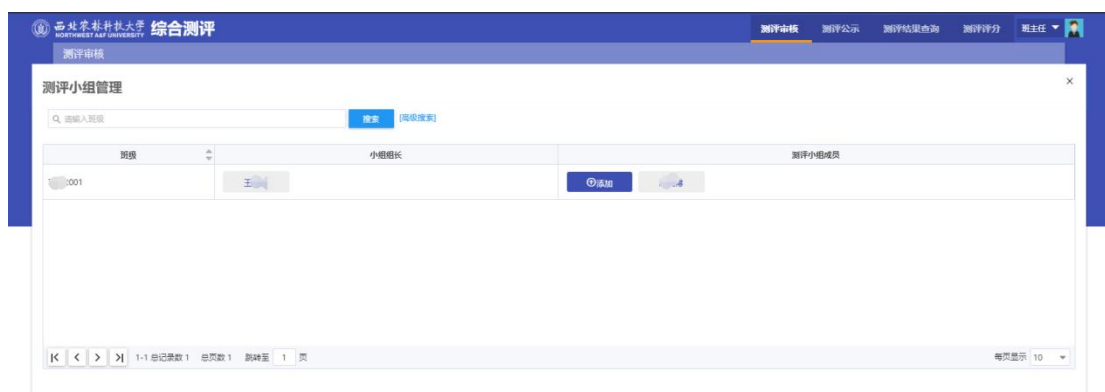 西北农林科技大学 综合测评 测评审核 测评公示 测评结果查询 测评评分 班主任
NORTHWEST A&F UNIVERSITY
测评审核
测评小组管理 ×
请输入班级 搜索 [高级搜索]
班级 小组组长 测评小组成员
2001 王 添加
1-1 总记录数 1 总页数 1 跳转至 1 页 每页显示 10